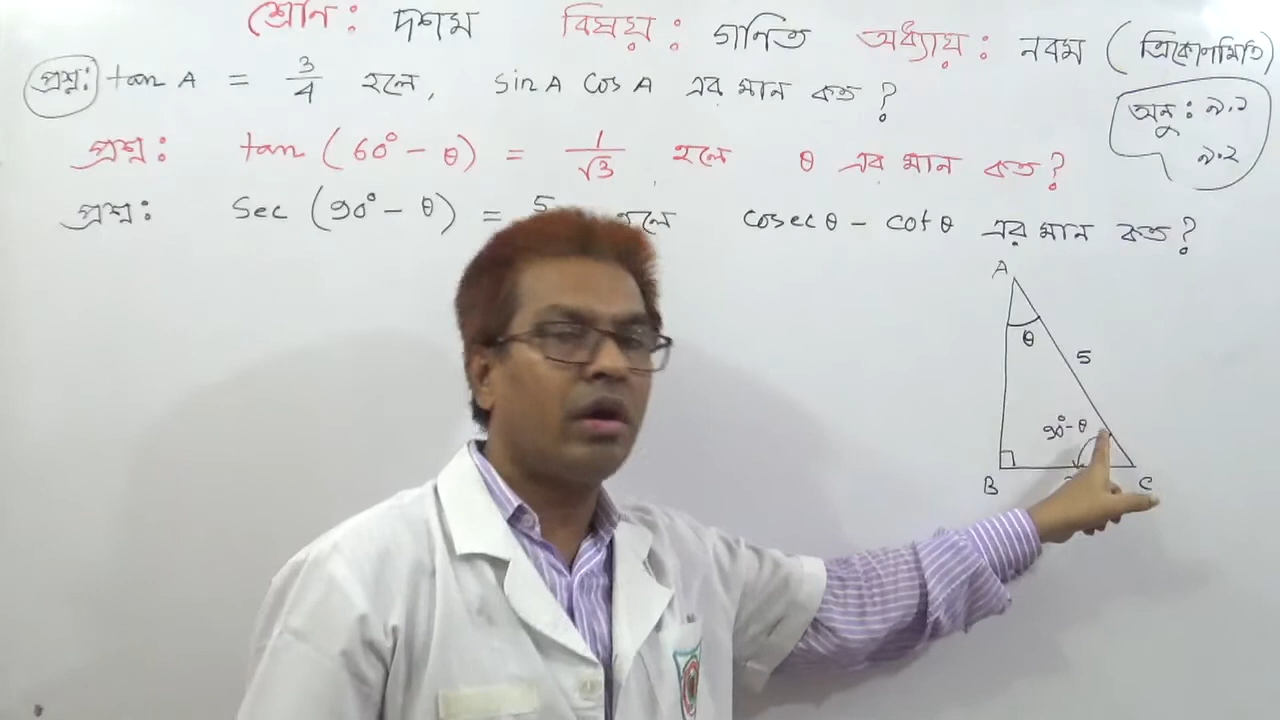 শ্রেণি: দশম বিষয়: গণিত অধ্যায়: নবম (ত্রিকোণমিতি)
প্রশ্ন: tan A = 3/4 হলে, sin A cos A এর মান কত?
অনু: ৯.১
৯.২
প্রশ্ন: tan (60° - θ) = 1/√3 হলে θ এর মান কত?
প্রশ্ন: sec (90° - θ) = 5 হলে cosec θ - cot θ এর মান কত?
A
θ
5
90° - θ
B
C